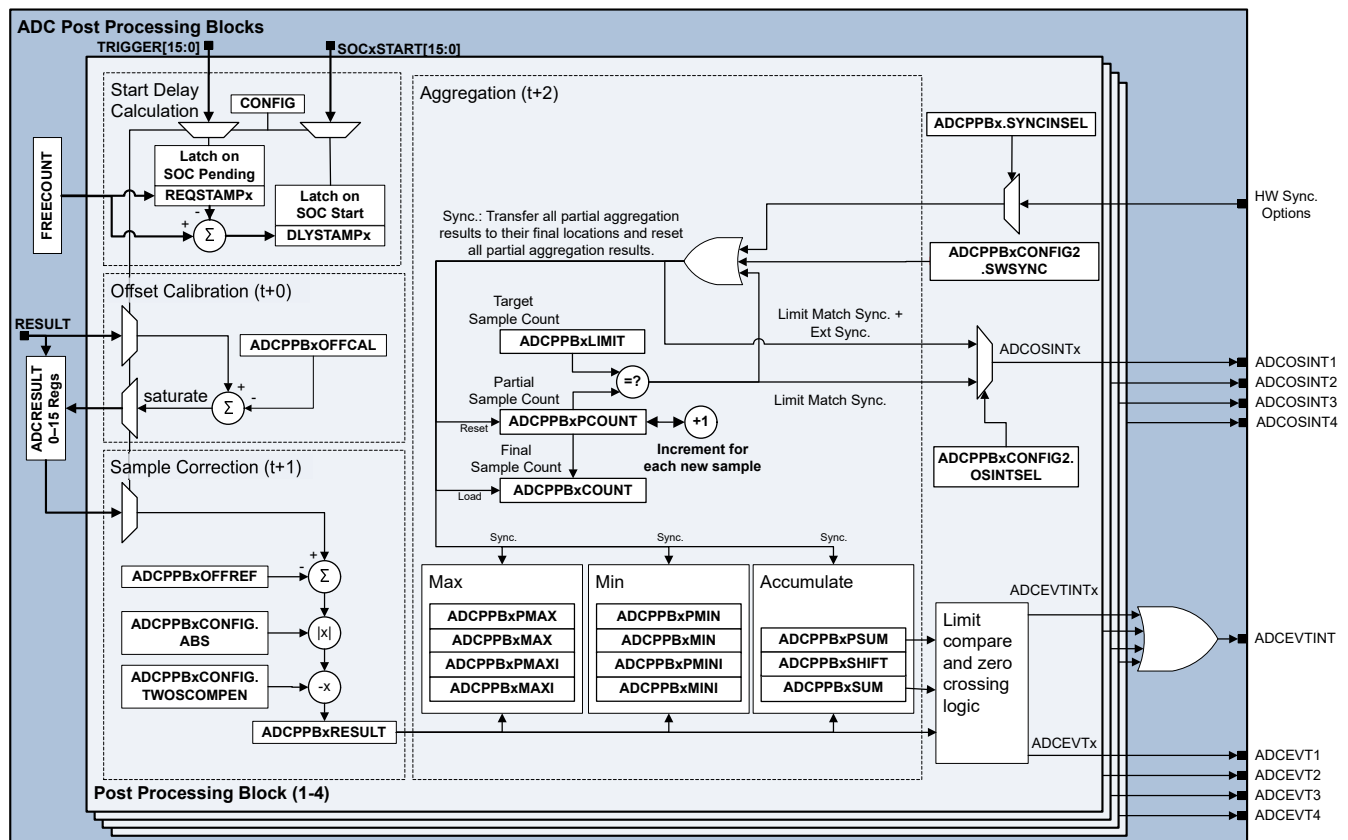 ADC Post Processing Blocks
TRIGGER[15:0]
SOCxSTART[15:0]
Start Delay
Calculation
CONFIG
Latch on
SOC Pending
REQSTAMPx
Latch on
SOC Start
DLYSTAMPx
FREECOUNT
-
+
Σ
Offset Calibration (t+0)
RESULT
ADCPPBxOFFCAL
ADCRESULT
0–15 Regs
saturate
+
-
Σ
Sample Correction (t+1)
+
-
ADCPPBxOFFREF
Σ
ADCPPBxCONFIG.
ABS
|x|
ADCPPBxCONFIG.
TWOSCOMPEN
-x
ADCPPBxRESULT
Post Processing Block (1-4)
Aggregation (t+2)
ADCPPBx.SYNCINSEL
HW Sync.
Options
Sync.: Transfer all partial aggregation
results to their final locations and reset
all partial aggregation results.
ADCPPBxCONFIG2
.SWSYNC
Target
Sample Count
ADCPPBxLIMIT
Limit Match Sync. +
Ext Sync.
=?
Partial
Sample Count
Limit Match Sync.
ADCPPBxPCOUNT
Reset
+1
Increment for
each new sample
Final
Sample Count
ADCPPBxCOUNT
Load
ADCOSINTx
ADCPPBxCONFIG2.
OSINTSEL
ADCOSINT1
ADCOSINT2
ADCOSINT3
ADCOSINT4
Sync.
Sync.
Sync.
Max
ADCPPBxPMAX
ADCPPBxMAX
ADCPPBxPMAXI
ADCPPBxMAXI
Min
ADCPPBxPMIN
ADCPPBxMIN
ADCPPBxPMINI
ADCPPBxMINI
Accumulate
ADCPPBxPSUM
ADCPPBxSHIFT
ADCPPBxSUM
Limit
compare
and zero
crossing
logic
ADCEVTINTx
ADCEVTINT
ADCEVTx
ADCEVT1
ADCEVT2
ADCEVT3
ADCEVT4